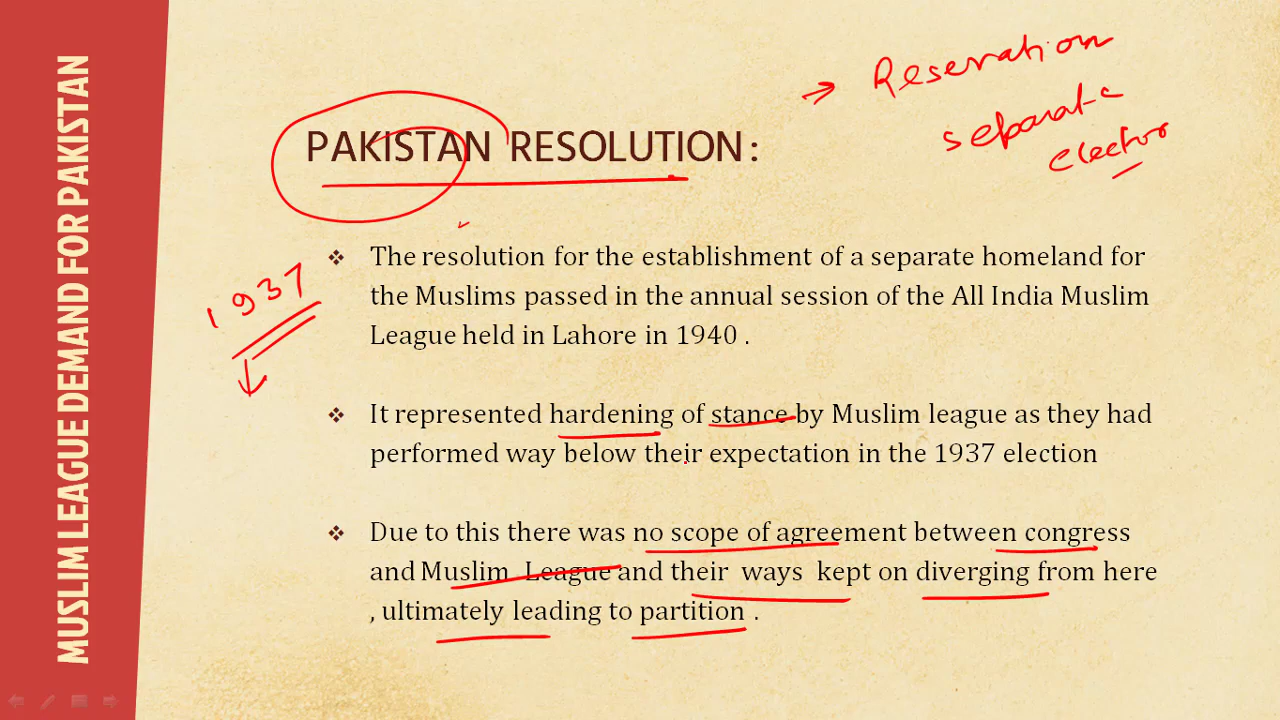 MUSLIM LEAGUE DEMAND FOR PAKISTAN
→ Reservation
separate
elector
PAKISTAN RESOLUTION:
1937
❖ The resolution for the establishment of a separate homeland for
the Muslims passed in the annual session of the All India Muslim
League held in Lahore in 1940 .
❖ It represented hardening of stance by Muslim league as they had
performed way below their expectation in the 1937 election
❖ Due to this there was no scope of agreement between congress
and Muslim League and their ways kept on diverging from here
, ultimately leading to partition .